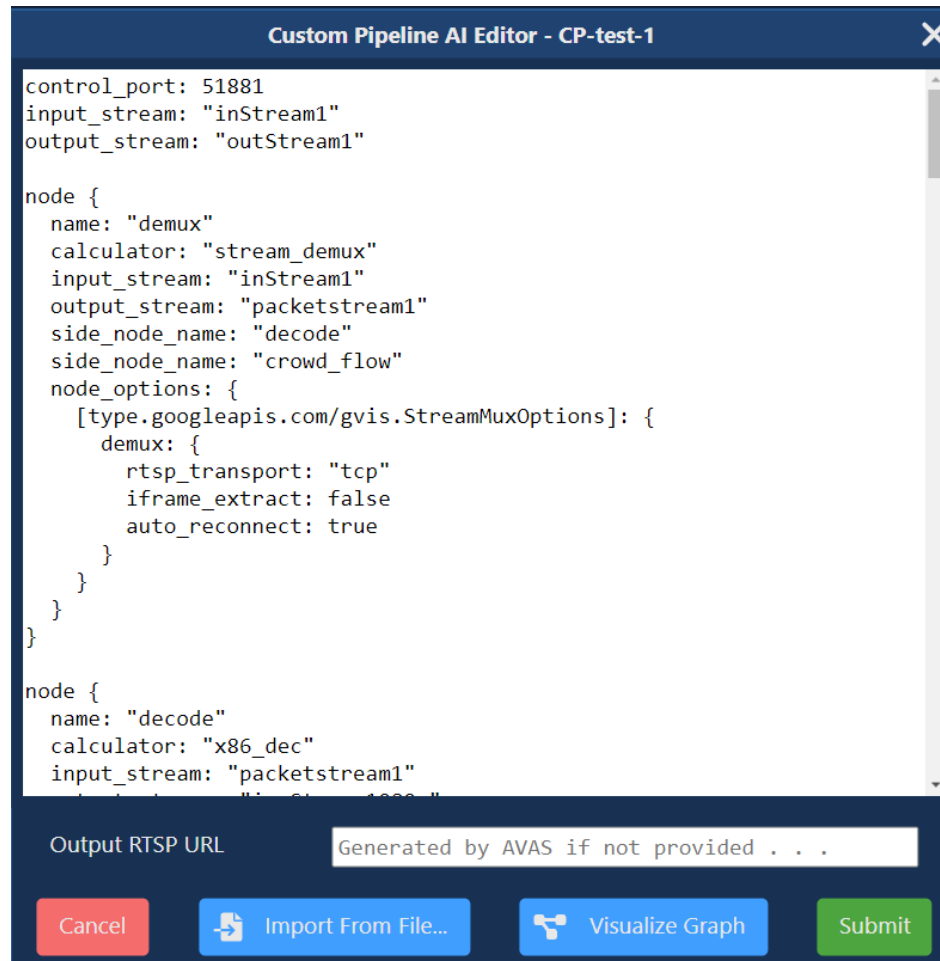 Custom Pipeline AI Editor - CP-test-1
control_port: 51881
input_stream: "inStream1"
output_stream: "outStream1"
node {
  name: "demux"
  calculator: "stream_demux"
  input_stream: "inStream1"
  output_stream: "packetstream1"
  side_node_name: "decode"
  side_node_name: "crowd_flow"
  node_options: {
    [type.googleapis.com/gvis.StreamMuxOptions]: {
      demux: {
        rtsp_transport: "tcp"
        iframe_extract: false
        auto_reconnect: true
      }
    }
  }
}
node {
  name: "decode"
  calculator: "x86_dec"
  input_stream: "packetstream1"
Output RTSP URL
Generated by AVAS if not provided . . .
Cancel
Import From File...
Visualize Graph
Submit